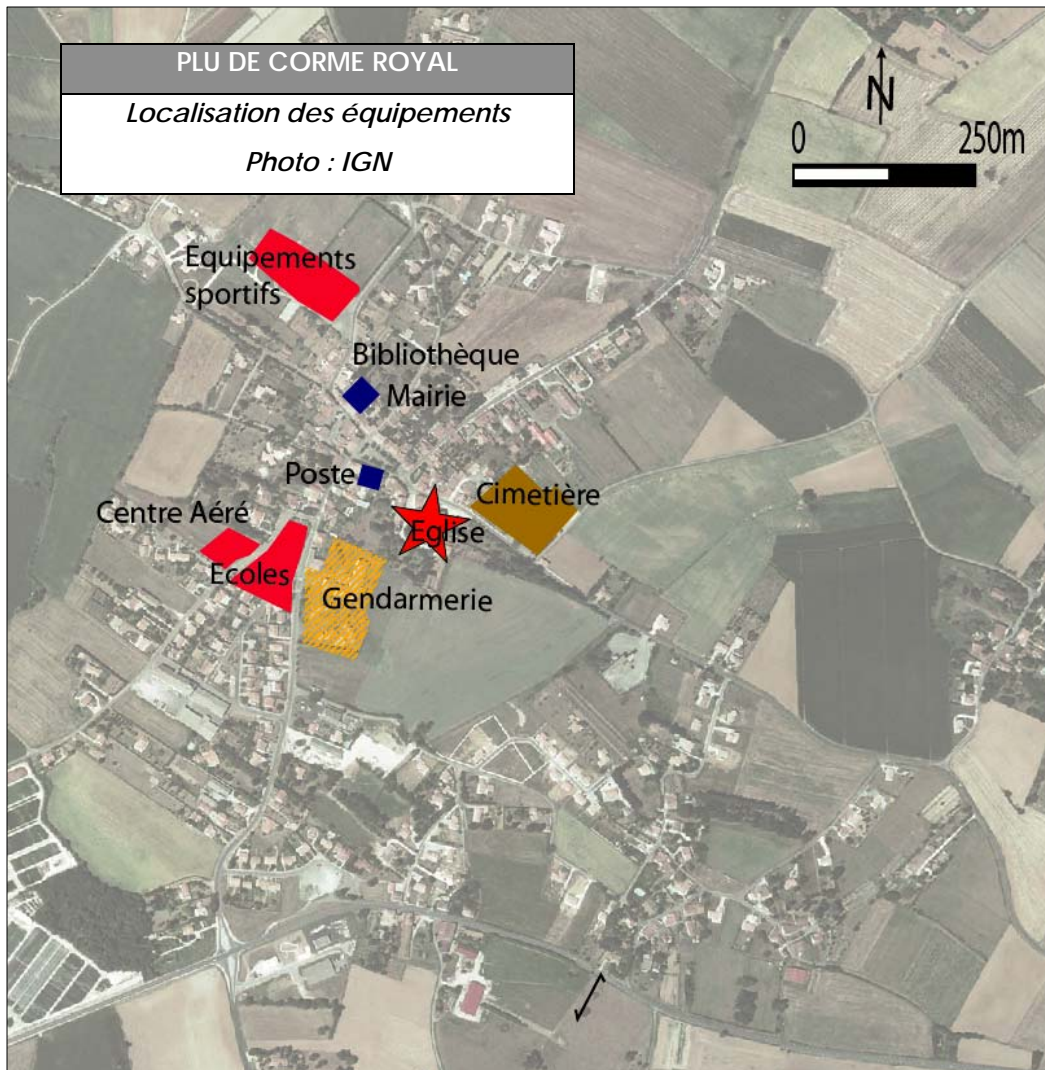 PLU DE CORME ROYAL
Localisation des équipements
Photo : IGN
N
0 250m
Equipements
sportifs
Bibliothèque
Mairie
Poste
Cimetière
Centre Aéré
Eglise
Ecoles
Gendarmerie